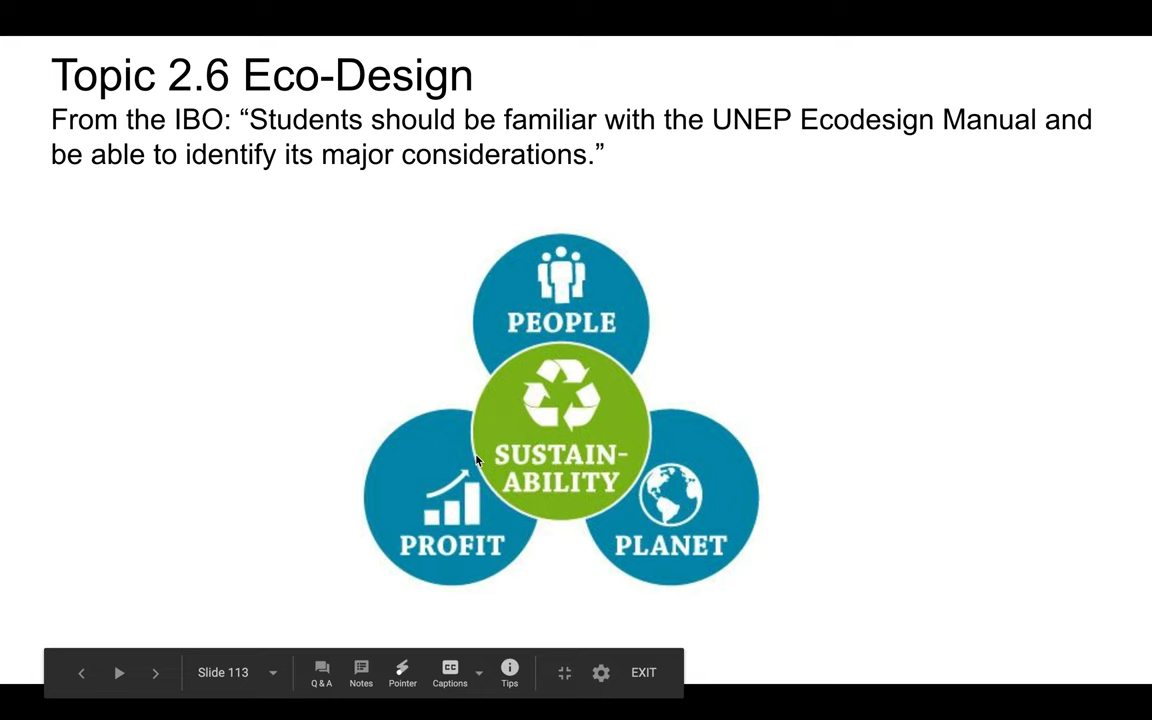 Topic 2.6 Eco-Design
From the IBO: “Students should be familiar with the UNEP Ecodesign Manual and
be able to identify its major considerations.”
PEOPLE
SUSTAIN-
ABILITY
PROFIT
PLANET
Slide 113
Q & A
Notes
Pointer
CC
Captions
Tips
EXIT